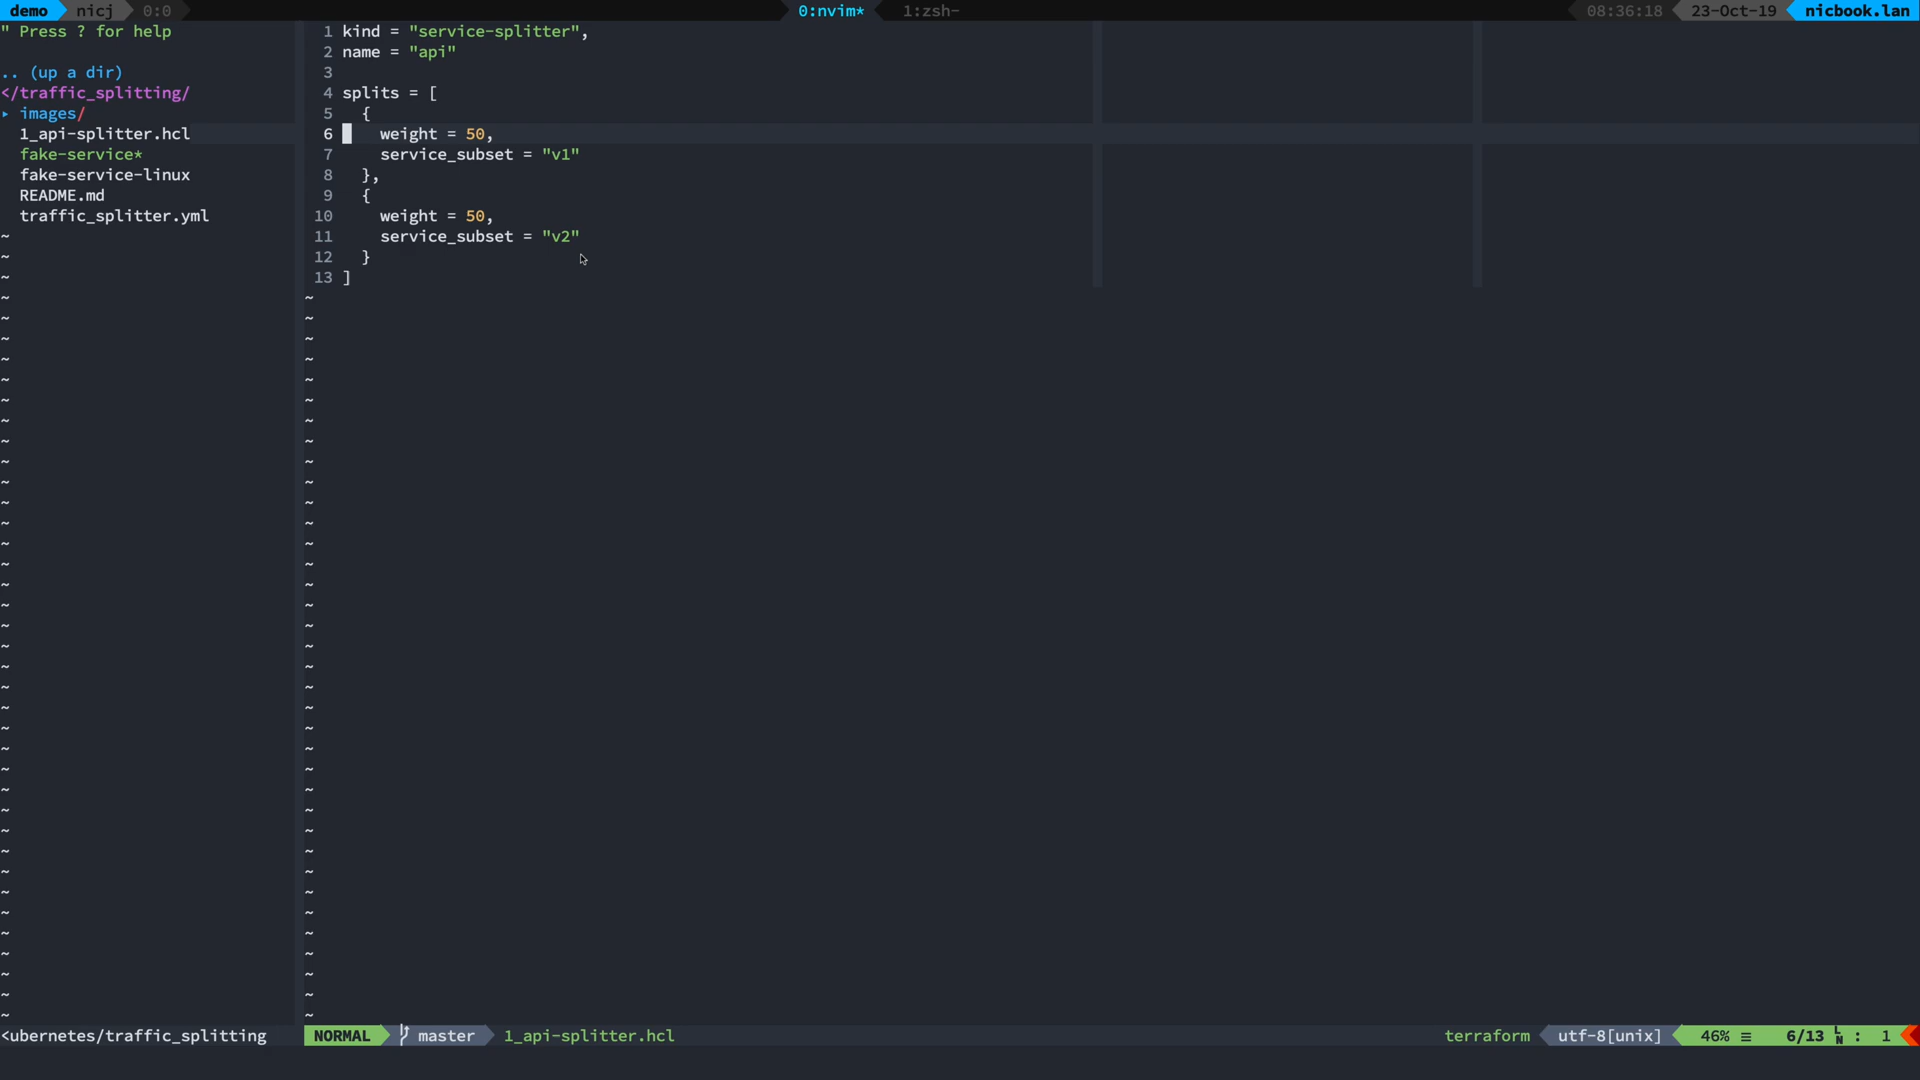 demo nicj 0:0 0:nvim* 1:zsh- 08:36:18 23-Oct-19 nicbook.lan
" Press ? for help
.. (up a dir)
</traffic_splitting/
▸ images/
1_api-splitter.hcl
fake-service*
fake-service-linux
README.md
traffic_splitter.yml
1 kind = "service-splitter",
2 name = "api"
3
4 splits = [
5 {
6 weight = 50,
7 service_subset = "v1"
8 },
9 {
10 weight = 50,
11 service_subset = "v2"
12 }
13 ]
<ubernetes/traffic_splitting NORMAL master 1_api-splitter.hcl terraform utf-8[unix] 46% ≡ 6/13 LN : 1